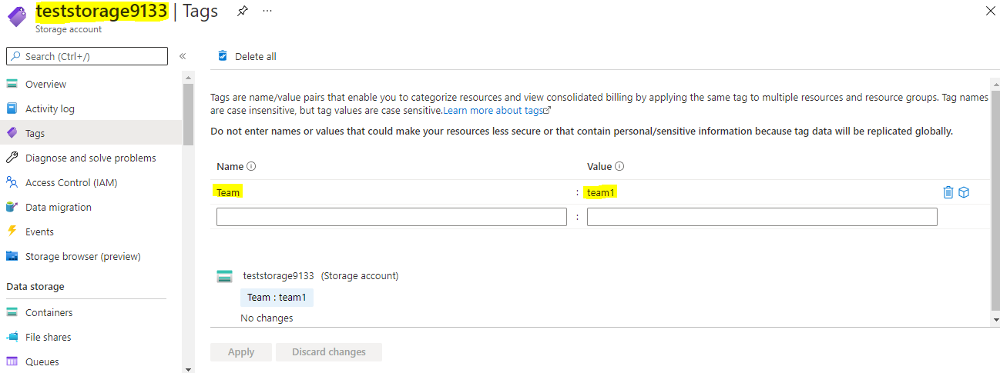 teststorage9133 | Tags ...
Storage account
Search (Ctrl+/) «
Overview
Activity log
Tags
Diagnose and solve problems
Access Control (IAM)
Data migration
Events
Storage browser (preview)
Data storage
Containers
File shares
Queues
Delete all
Tags are name/value pairs that enable you to categorize resources and view consolidated billing by applying the same tag to multiple resources and resource groups. Tag names
are case insensitive, but tag values are case sensitive.Learn more about tags
Do not enter names or values that could make your resources less secure or that contain personal/sensitive information because tag data will be replicated globally.
Name Value
Team : team1
:
teststorage9133 (Storage account)
Team : team1
No changes
Apply Discard changes